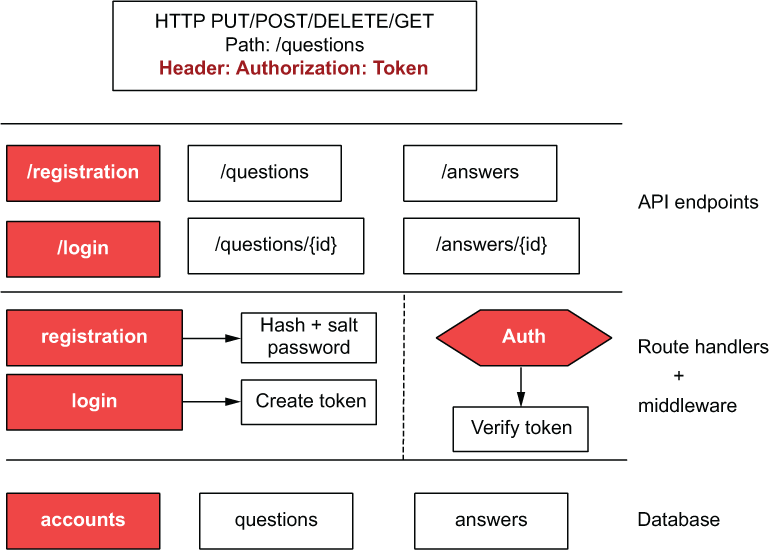 HTTP PUT/POST/DELETE/GET
Path: /questions
Header: Authorization: Token
/registration
/questions
/answers
/login
/questions/{id}
/answers/{id}
API endpoints
registration
Hash + salt
password
login
Create token
Auth
Verify token
Route handlers
+
middleware
accounts
questions
answers
Database